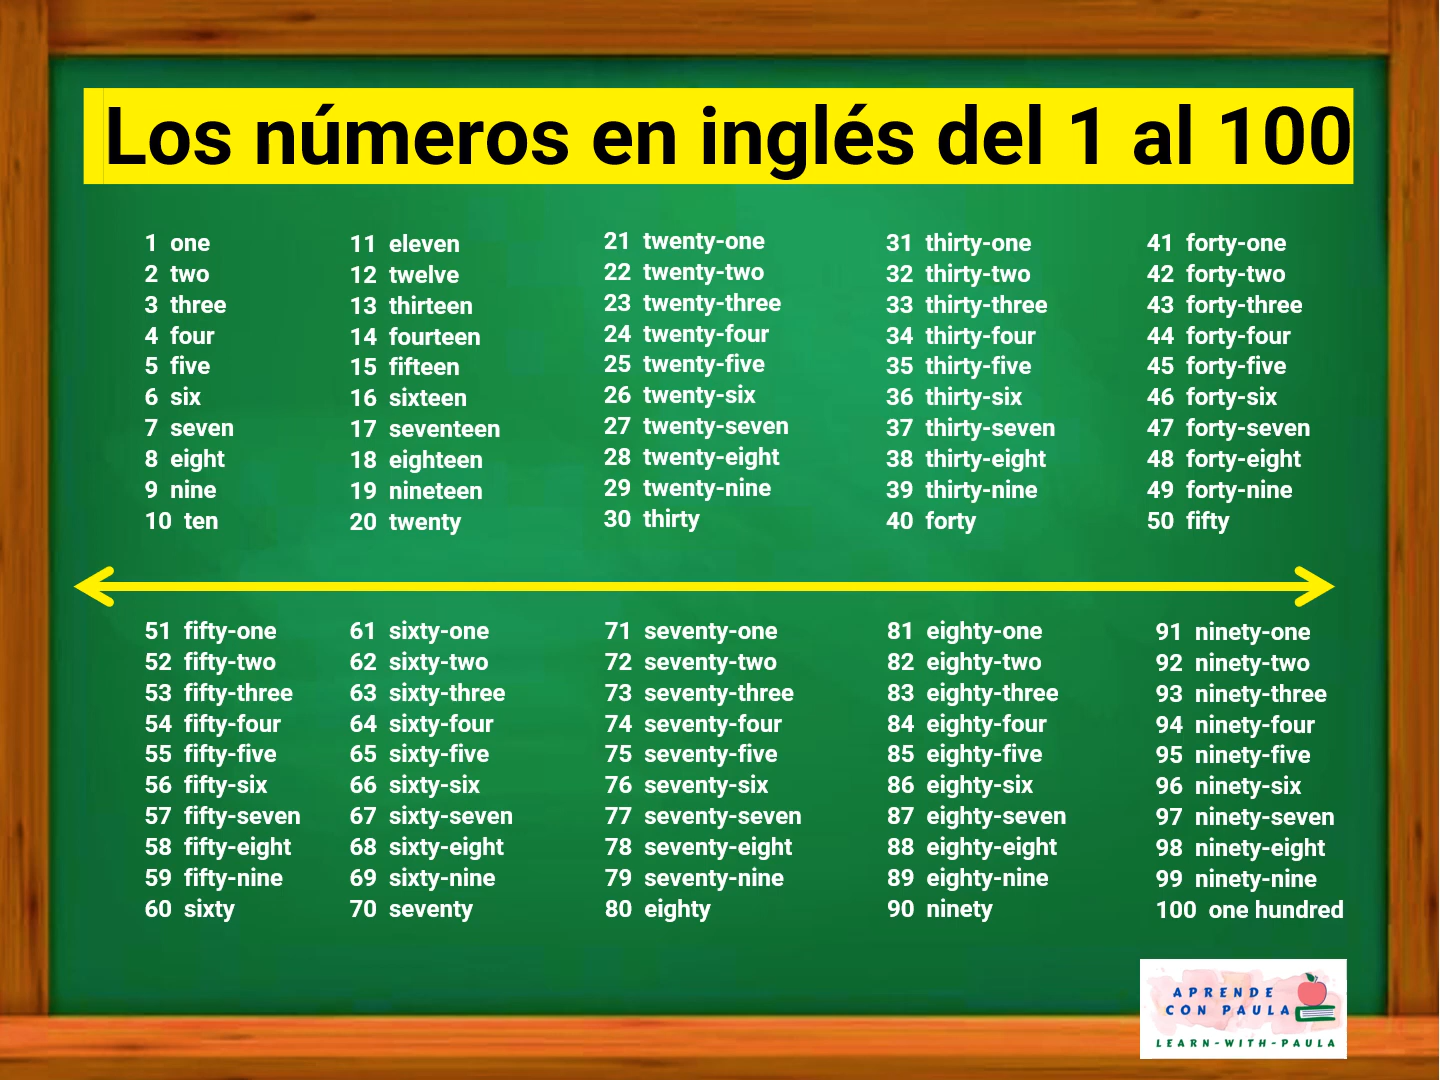 Los números en inglés del 1 al 100
1 one
2 two
3 three
4 four
5 five
6 six
7 seven
8 eight
9 nine
10 ten
11 eleven
12 twelve
13 thirteen
14 fourteen
15 fifteen
16 sixteen
17 seventeen
18 eighteen
19 nineteen
20 twenty
21 twenty-one
22 twenty-two
23 twenty-three
24 twenty-four
25 twenty-five
26 twenty-six
27 twenty-seven
28 twenty-eight
29 twenty-nine
30 thirty
31 thirty-one
32 thirty-two
33 thirty-three
34 thirty-four
35 thirty-five
36 thirty-six
37 thirty-seven
38 thirty-eight
39 thirty-nine
40 forty
41 forty-one
42 forty-two
43 forty-three
44 forty-four
45 forty-five
46 forty-six
47 forty-seven
48 forty-eight
49 forty-nine
50 fifty
51 fifty-one
52 fifty-two
53 fifty-three
54 fifty-four
55 fifty-five
56 fifty-six
57 fifty-seven
58 fifty-eight
59 fifty-nine
60 sixty
61 sixty-one
62 sixty-two
63 sixty-three
64 sixty-four
65 sixty-five
66 sixty-six
67 sixty-seven
68 sixty-eight
69 sixty-nine
70 seventy
71 seventy-one
72 seventy-two
73 seventy-three
74 seventy-four
75 seventy-five
76 seventy-six
77 seventy-seven
78 seventy-eight
79 seventy-nine
80 eighty
81 eighty-one
82 eighty-two
83 eighty-three
84 eighty-four
85 eighty-five
86 eighty-six
87 eighty-seven
88 eighty-eight
89 eighty-nine
90 ninety
91 ninety-one
92 ninety-two
93 ninety-three
94 ninety-four
95 ninety-five
96 ninety-six
97 ninety-seven
98 ninety-eight
99 ninety-nine
100 one hundred
APRENDE
CON PAULA
LEARN-WITH-PAULA